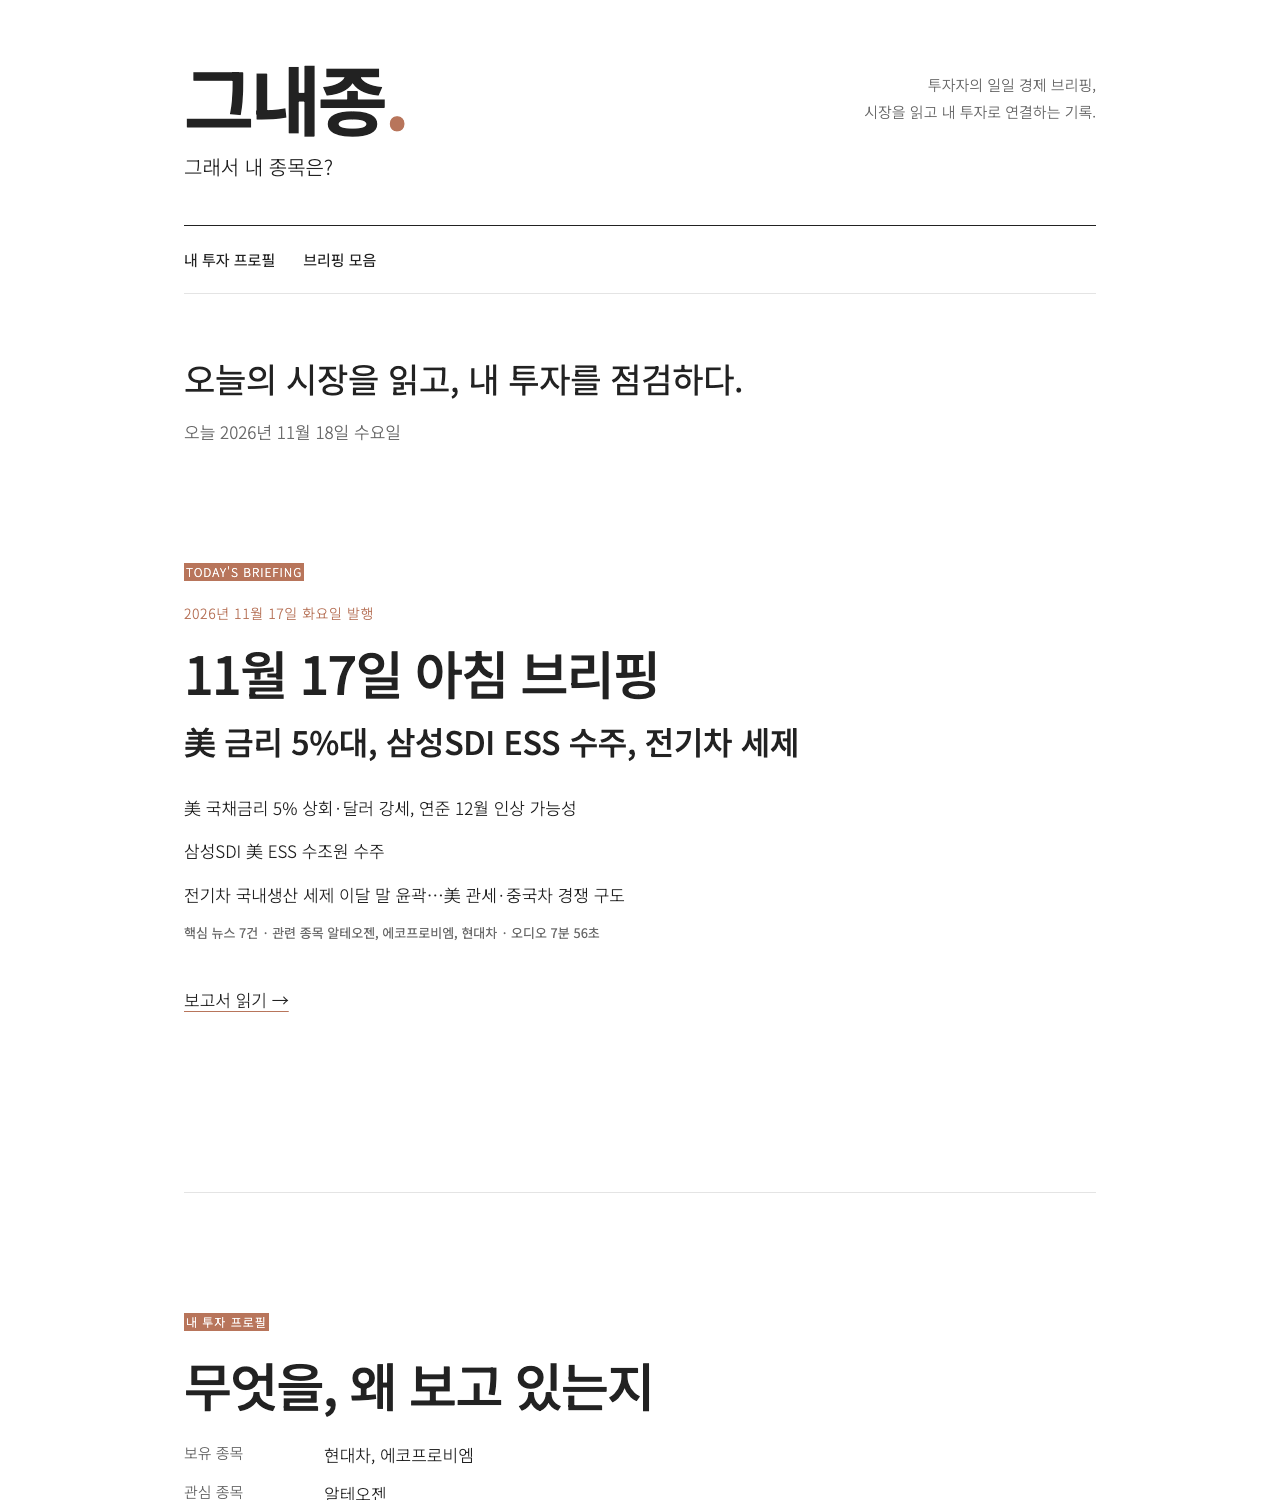 그내종.
그래서 내 종목은?
투자자의 일일 경제 브리핑,
시장을 읽고 내 투자로 연결하는 기록.
내 투자 프로필 브리핑 모음
오늘의 시장을 읽고, 내 투자를 점검하다.
오늘 2026년 11월 18일 수요일
TODAY'S BRIEFING
2026년 11월 17일 화요일 발행
11월 17일 아침 브리핑
美 금리 5%대, 삼성SDI ESS 수주, 전기차 세제
美 국채금리 5% 상회·달러 강세, 연준 12월 인상 가능성
삼성SDI 美 ESS 수조원 수주
전기차 국내생산 세제 이달 말 윤곽…美 관세·중국차 경쟁 구도
핵심 뉴스 7건 · 관련 종목 알테오젠, 에코프로비엠, 현대차 · 오디오 7분 56초
보고서 읽기 →
내 투자 프로필
무엇을, 왜 보고 있는지
보유 종목 현대차, 에코프로비엠
관심 종목 알테오젠